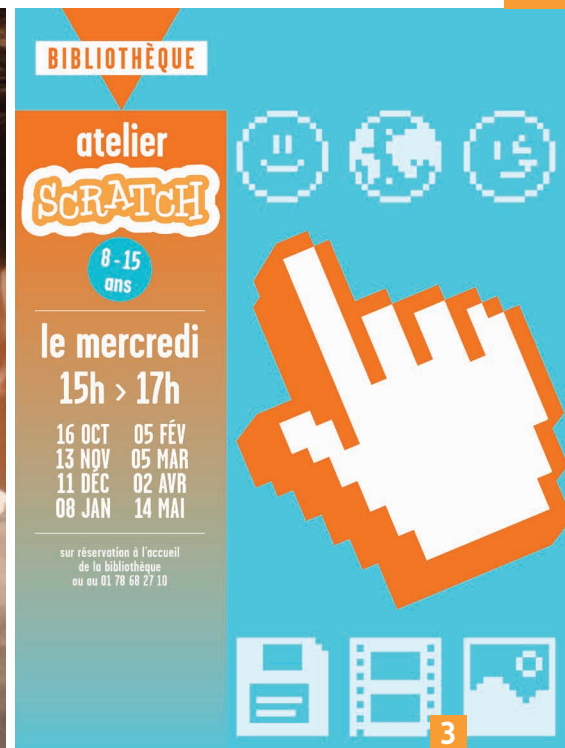 BIBLIOTHÈQUE
atelier
SCRATCH
8-15
ans
le mercredi
15h > 17h
16 OCT 05 FÉV
13 NOV 05 MAR
11 DÉC 02 AVR
08 JAN 14 MAI
sur réservation à l'accueil
de la bibliothèque
ou au 01 78 68 27 10
3